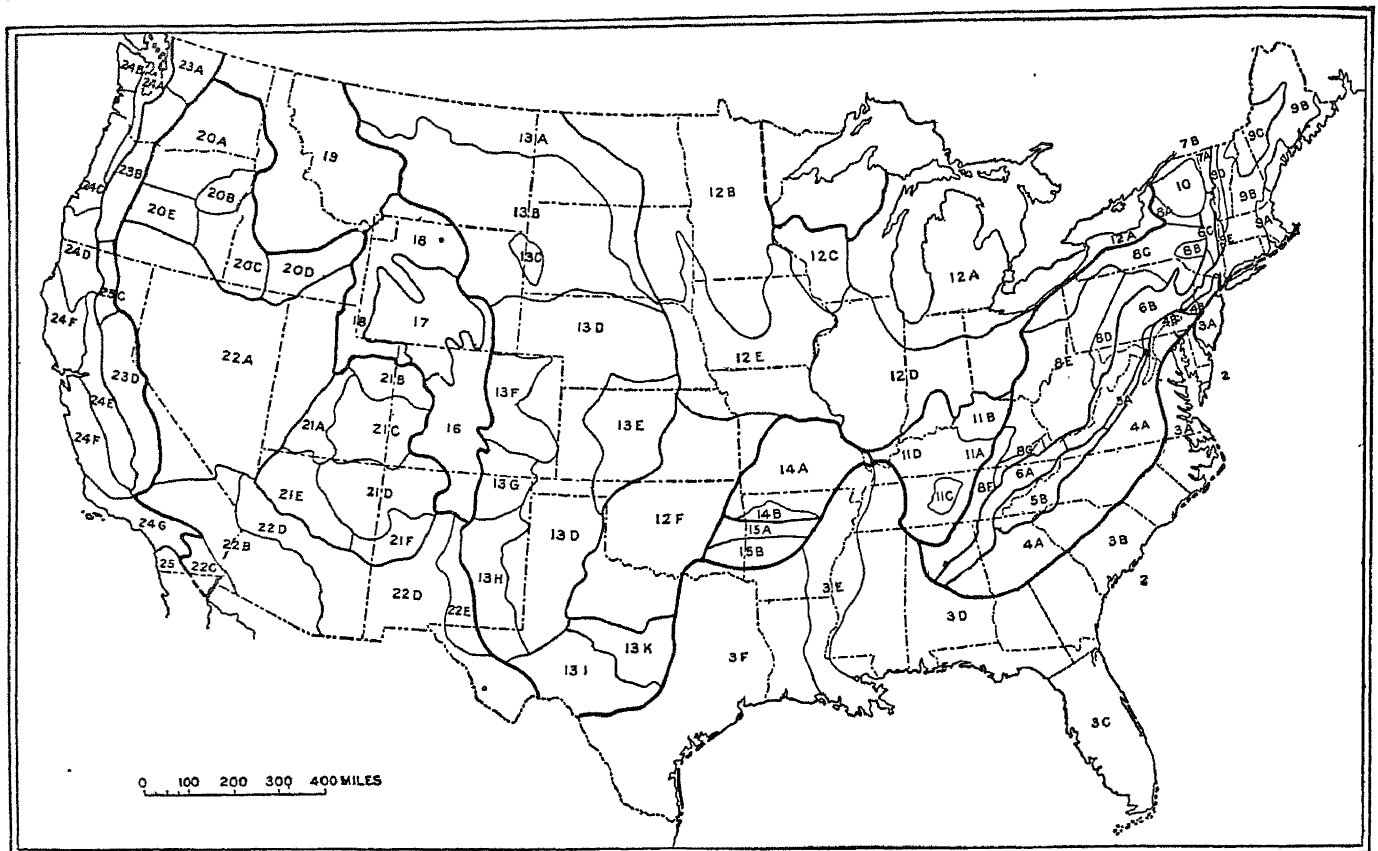 24B
24A
23A
20A
19
13A
12B
7B
7A
9C
9B
10
9D
9B
20B
23B
24C
20E
13B
8A
9A
18
12C
12A
8C
9E
24D
20C
20D
13C
8C
8B
12A
23C
24F
18
17
13D
6B
4B
3A
22A
12E
8D
8E
2
23D
21B
13F
12D
5A
24E
21A
21C
16
13E
11B
4A
3A
24F
11D
11A
8G
14A
6A
21E
21D
13G
11C
8F
5B
24G
22D
21F
13D
12F
14B
15A
15B
4A
3B
22B
25
22C
13H
3E
2
22D
22E
3D
13K
3F
13I
3C
0 100 200 300 400 MILES